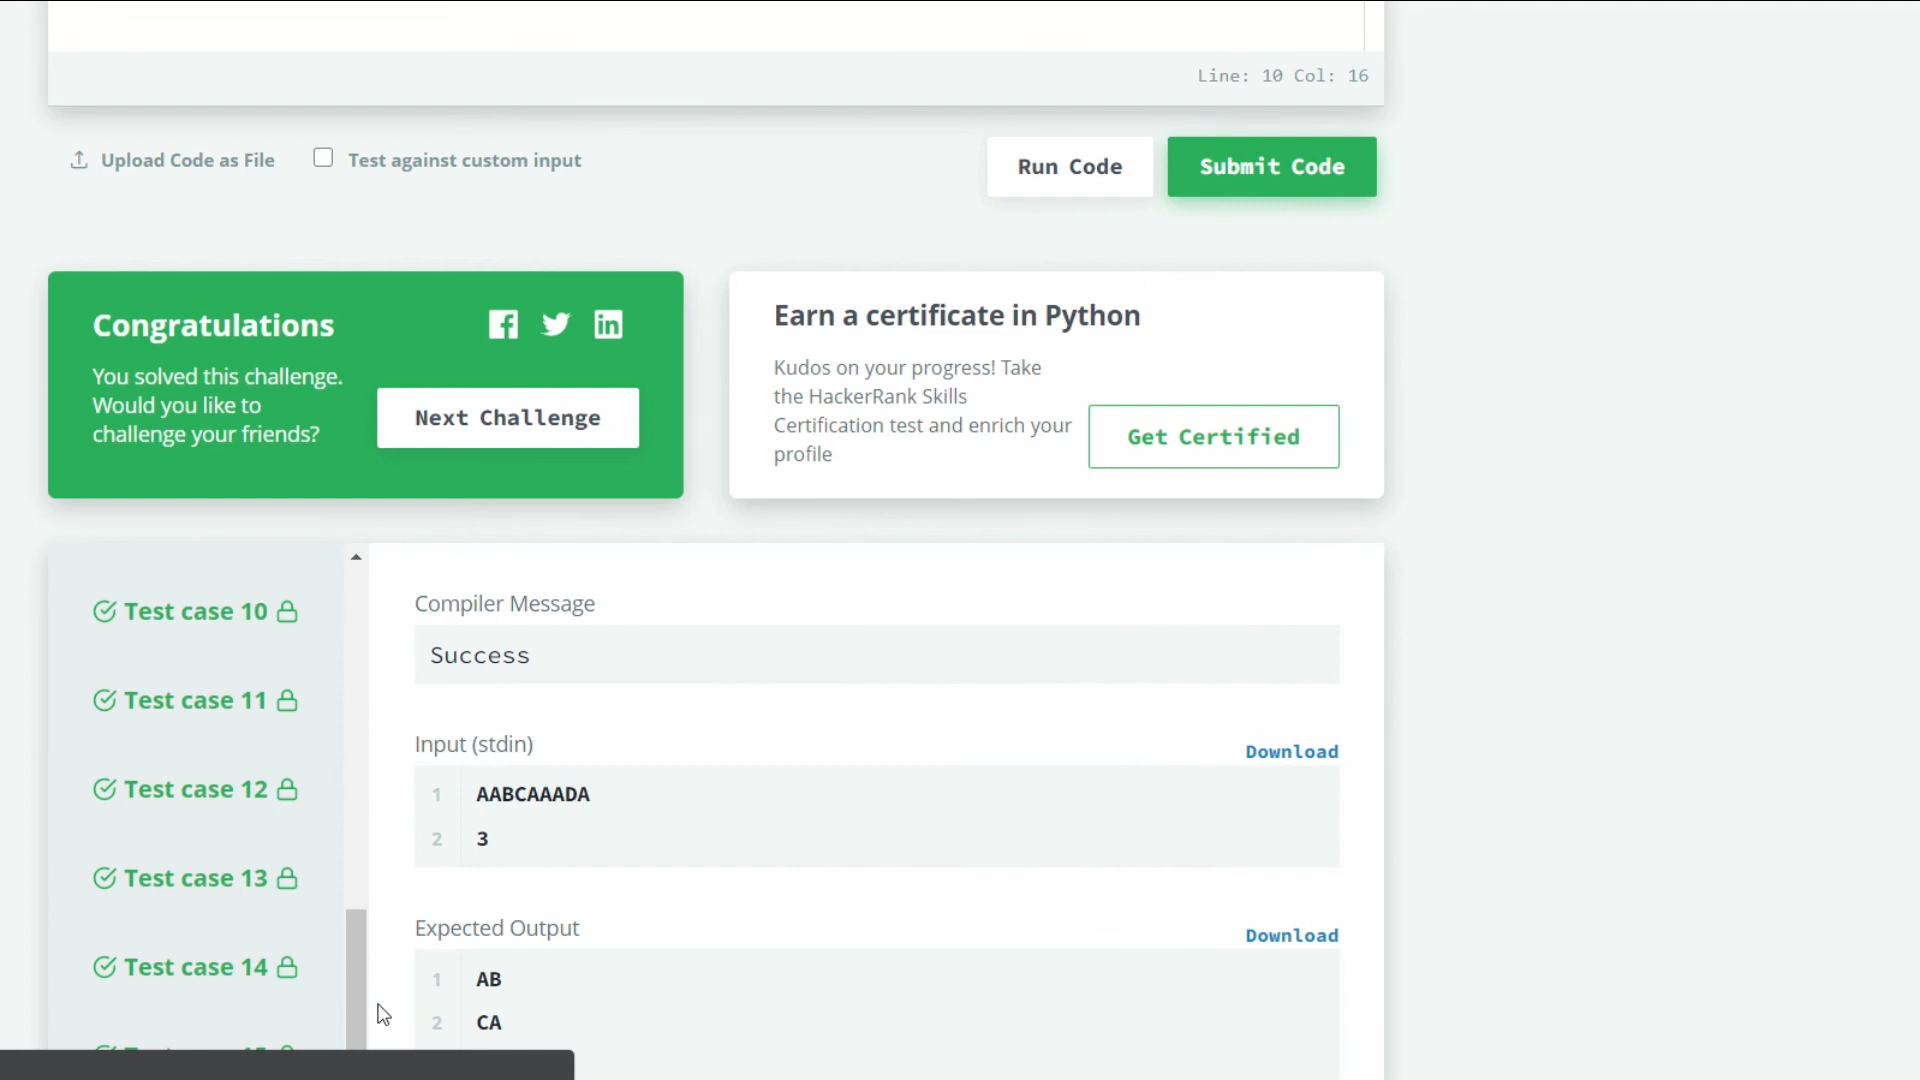 Line: 10 Col: 16
Upload Code as File
Test against custom input
Run Code
Submit Code
Congratulations
You solved this challenge.
Would you like to
challenge your friends?
Next Challenge
Earn a certificate in Python
Kudos on your progress! Take
the HackerRank Skills
Certification test and enrich your
profile
Get Certified
Test case 10
Test case 11
Test case 12
Test case 13
Test case 14
Compiler Message
Success
Input (stdin)
Download
1 AABCAAADA
2 3
Expected Output
Download
1 AB
2 CA